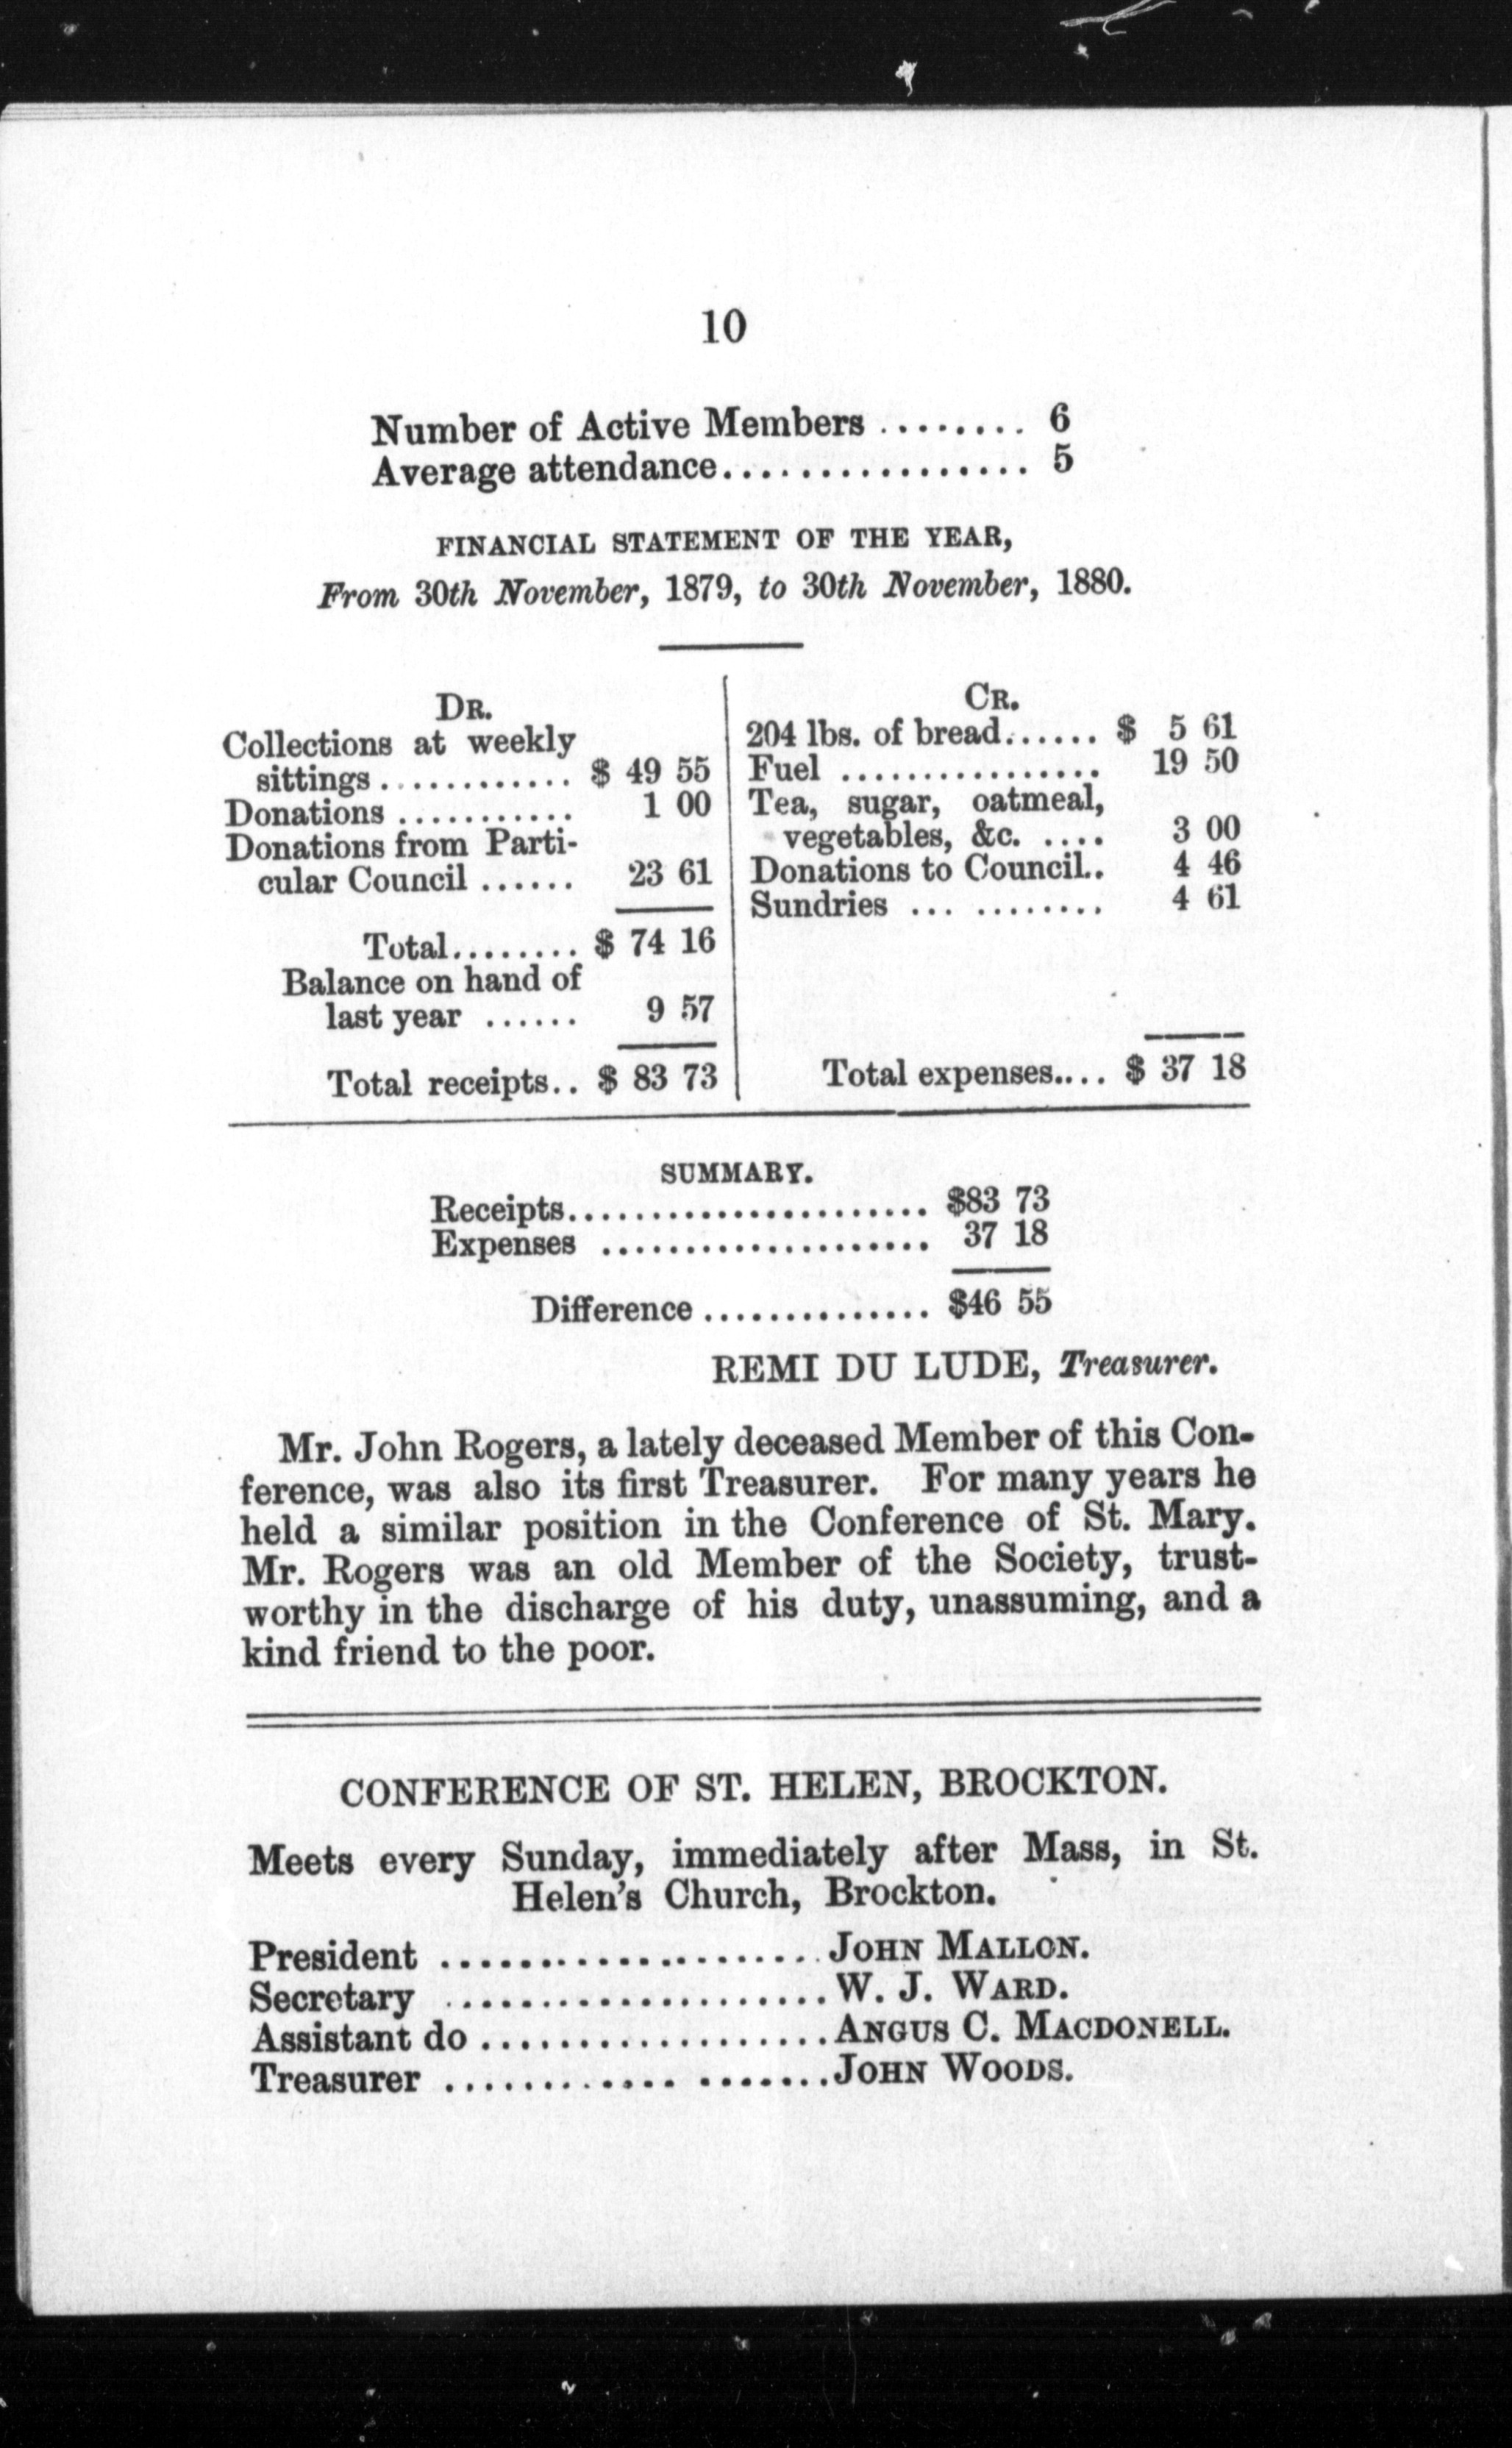 10
Number of Active Members ........ 6
Average attendance................ 5
FINANCIAL STATEMENT OF THE YEAR,
From 30th November, 1879, to 30th November, 1880.
DR.
Collections at weekly
sittings............ $ 49 55
Donations ........... 1 00
Donations from Parti-
cular Council ...... 23 61
Total........ $ 74 16
Balance on hand of
last year ...... 9 57
Total receipts.. $ 83 73
CR.
204 lbs. of bread...... $ 5 61
Fuel ................ 19 50
Tea, sugar, oatmeal,
vegetables, &c. .... 3 00
Donations to Council.. 4 46
Sundries ... ........ 4 61
Total expenses.... $ 37 18
SUMMARY.
Receipts...................... $83 73
Expenses .................... 37 18
Difference .............. $46 55
REMI DU LUDE, Treasurer.
Mr. John Rogers, a lately deceased Member of this Con-
ference, was also its first Treasurer. For many years he
held a similar position in the Conference of St. Mary.
Mr. Rogers was an old Member of the Society, trust-
worthy in the discharge of his duty, unassuming, and a
kind friend to the poor.
CONFERENCE OF ST. HELEN, BROCKTON.
Meets every Sunday, immediately after Mass, in St.
Helen's Church, Brockton.
President .................... JOHN MALLON.
Secretary .................... W. J. WARD.
Assistant do .................. ANGUS C. MACDONELL.
Treasurer ............ ....... JOHN WOODS.